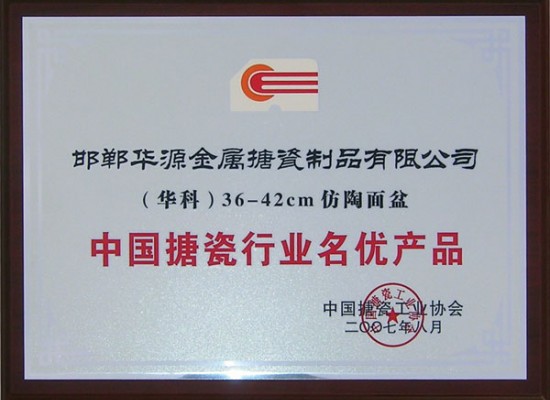 邯郸华源金属搪瓷制品有限公司
（华科）36-42cm 仿陶面盆
中国搪瓷行业名优产品
中国搪瓷工业协会
二〇〇七年八月